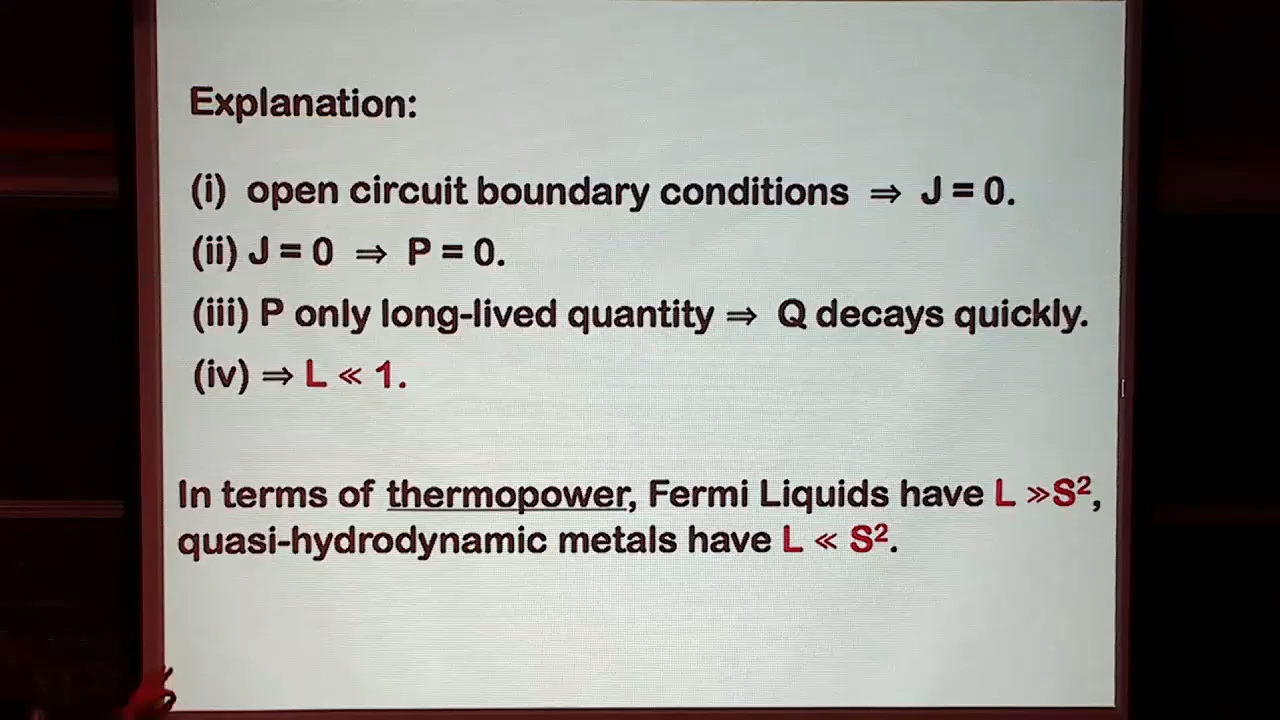 Explanation:
(i) open circuit boundary conditions ⇒ J = 0.
(ii) J = 0 ⇒ P = 0.
(iii) P only long-lived quantity ⇒ Q decays quickly.
(iv) ⇒ L ≪ 1.
In terms of thermopower, Fermi Liquids have L ≫ S²,
quasi-hydrodynamic metals have L ≪ S².